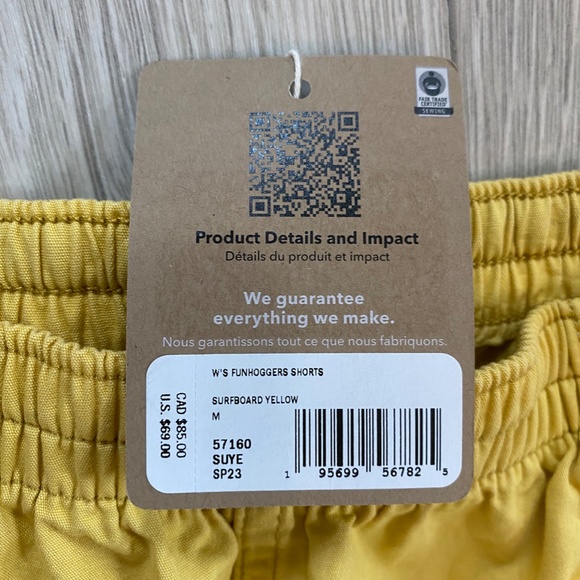 FAIR TRADE
CERTIFIED
SEWING
Product Details and Impact
Détails du produit et impact
We guarantee
everything we make.
Nous garantissons tout ce que nous fabriquons.
CAD $85.00
U.S. $69.00
W'S FUNHOGGERS SHORTS
SURFBOARD YELLOW
M
57160
SUYE
SP23
1 95699 56782 5